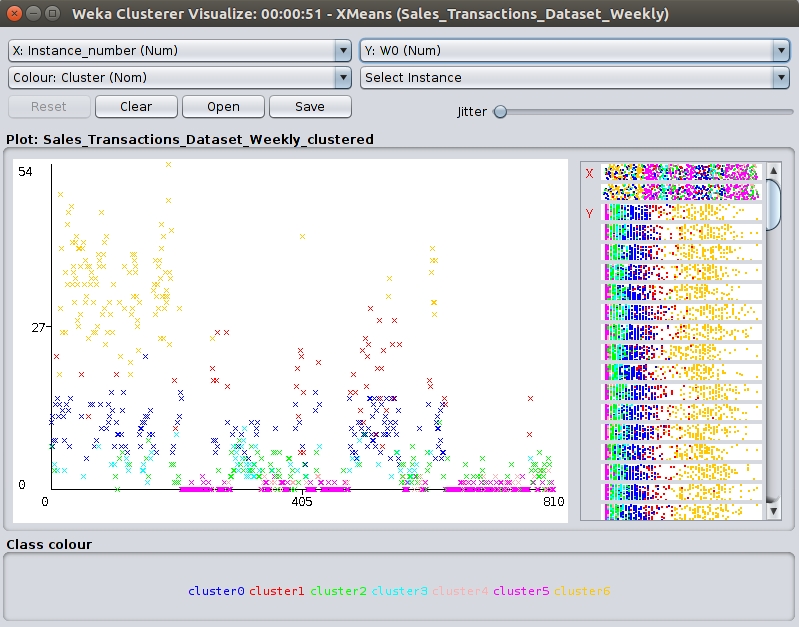 Weka Clusterer Visualize: 00:00:51 - XMeans (Sales_Transactions_Dataset_Weekly)
X: Instance_number (Num) Y: W0 (Num)
Colour: Cluster (Nom) Select Instance
Reset Clear Open Save Jitter
Plot: Sales_Transactions_Dataset_Weekly_clustered
54
27
0
0 405 810
X
Y
Class colour
cluster0 cluster1 cluster2 cluster3 cluster4 cluster5 cluster6